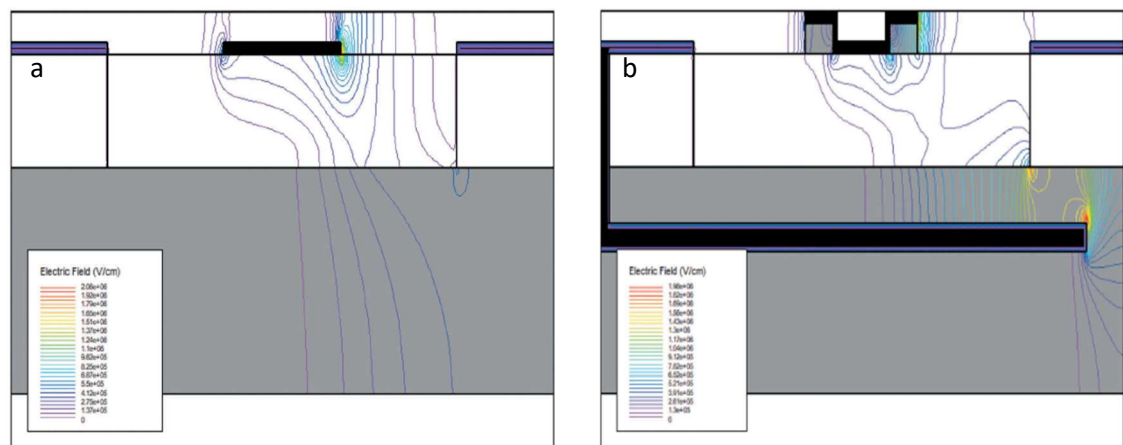 a
Electric Field (V/cm)
2.06e+06
1.92e+06
1.79e+06
1.65e+06
1.51e+06
1.37e+06
1.24e+06
1.1e+06
9.62e+05
8.25e+05
6.87e+05
5.5e+05
4.12e+05
2.75e+05
1.37e+05
0
b
Electric Field (V/cm)
1.96e+06
1.82e+06
1.69e+06
1.56e+06
1.43e+06
1.3e+06
1.17e+06
1.04e+06
9.12e+05
7.82e+05
6.52e+05
5.21e+05
3.91e+05
2.61e+05
1.3e+05
0